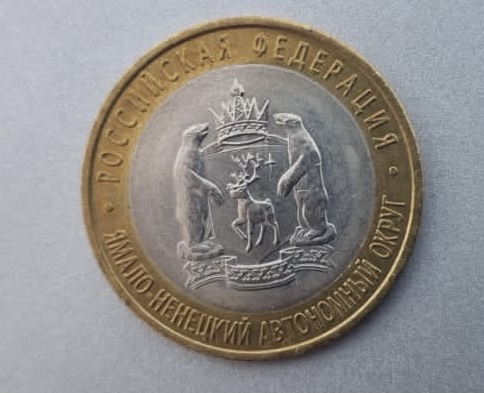 РОССИЙСКАЯ ФЕДЕРАЦИЯ
ЯМАЛО-НЕНЕЦКИЙ АВТОНОМНЫЙ ОКРУГ